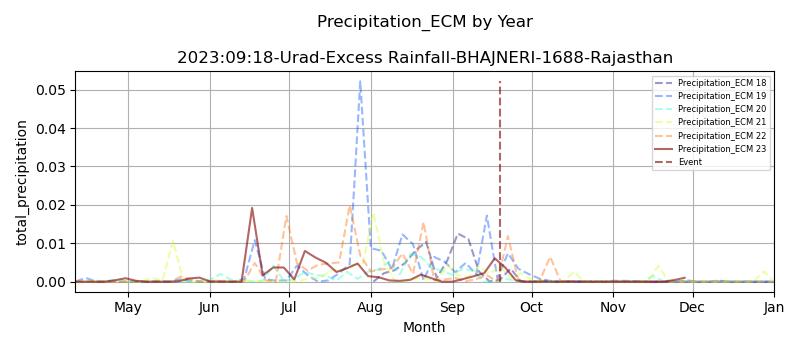 Precipitation_ECM by Year
2023:09:18-Urad-Excess Rainfall-BHAJNERI-1688-Rajasthan
total_precipitation
0.05
0.04
0.03
0.02
0.01
0.00
Precipitation_ECM 18
Precipitation_ECM 19
Precipitation_ECM 20
Precipitation_ECM 21
Precipitation_ECM 22
Precipitation_ECM 23
Event
May Jun Jul Aug Sep Oct Nov Dec Jan
Month